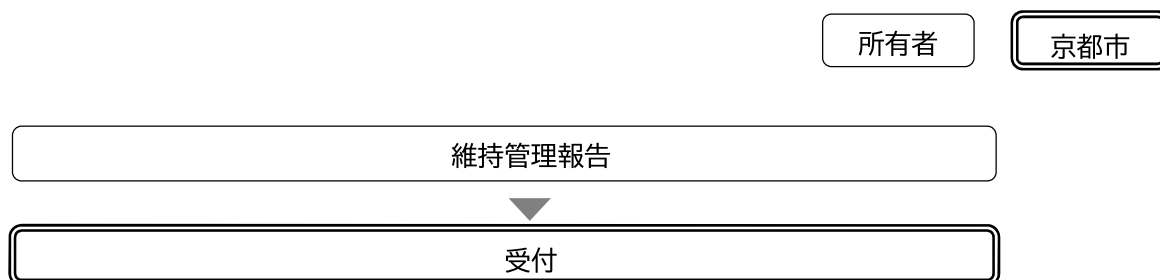 所有者 京都市
維持管理報告
受付